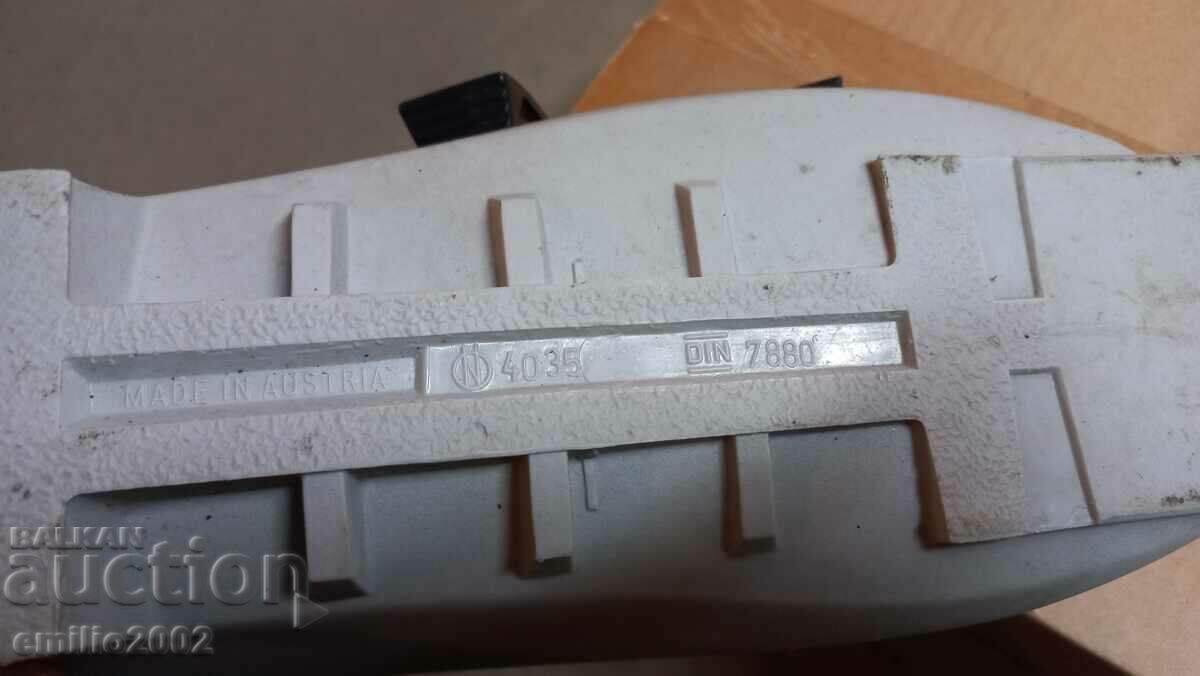 MADE IN AUSTRIA
N 4035
DIN 7880
BALKAN
auction
emilio2002